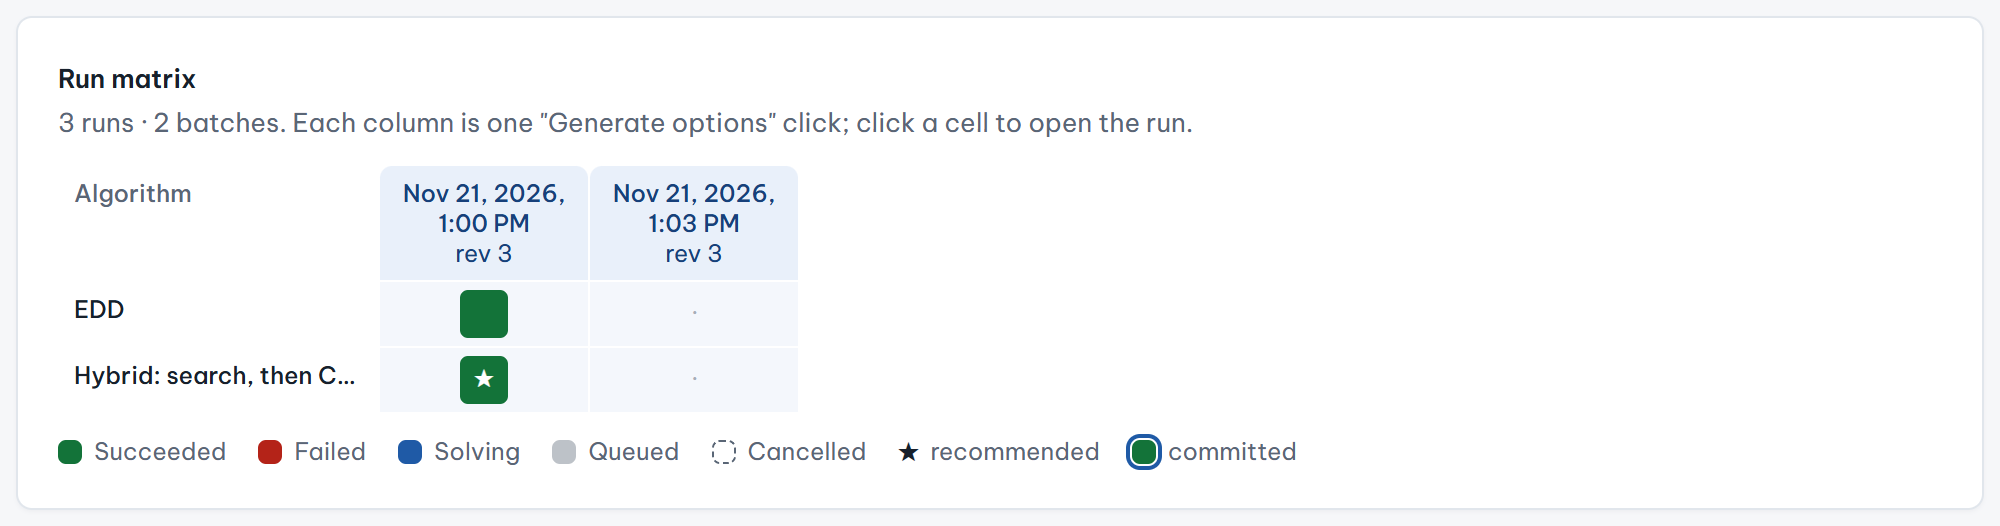 Run matrix
3 runs · 2 batches. Each column is one "Generate options" click; click a cell to open the run.
Algorithm
Nov 21, 2026,
1:00 PM
rev 3
Nov 21, 2026,
1:03 PM
rev 3
EDD
·
Hybrid: search, then C...
★
·
Succeeded
Failed
Solving
Queued
Cancelled
★ recommended
committed